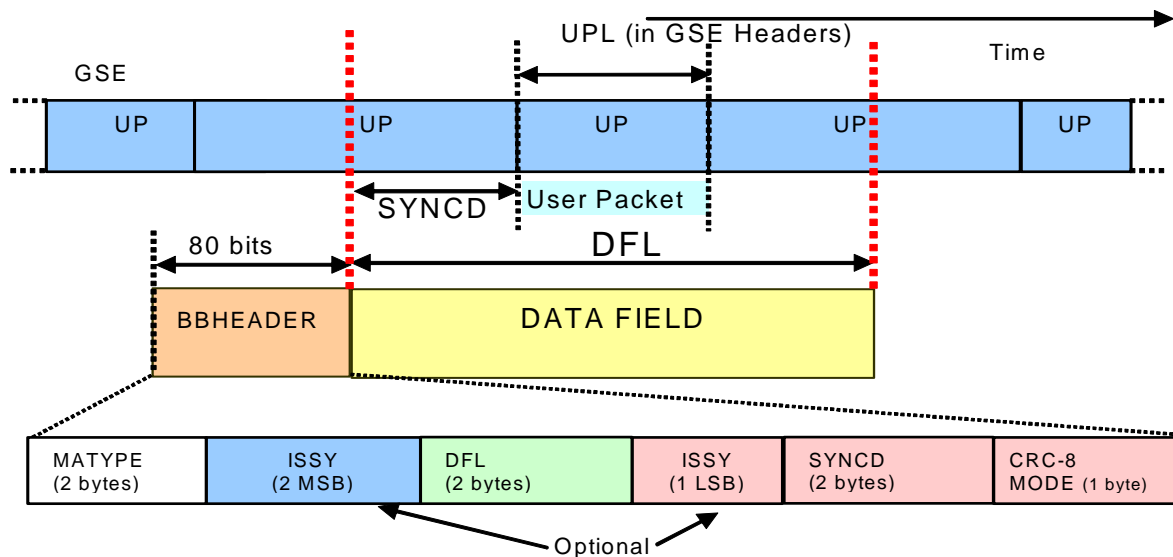 UPL (in GSE Headers)
Time
GSE
UP
UP
UP
UP
UP
SYNCD
User Packet
80 bits
DFL
BBHEADER
DATA FIELD
MATYPE
(2 bytes)
ISSY
(2 MSB)
DFL
(2 bytes)
ISSY
(1 LSB)
SYNCD
(2 bytes)
CRC-8
MODE (1 byte)
Optional